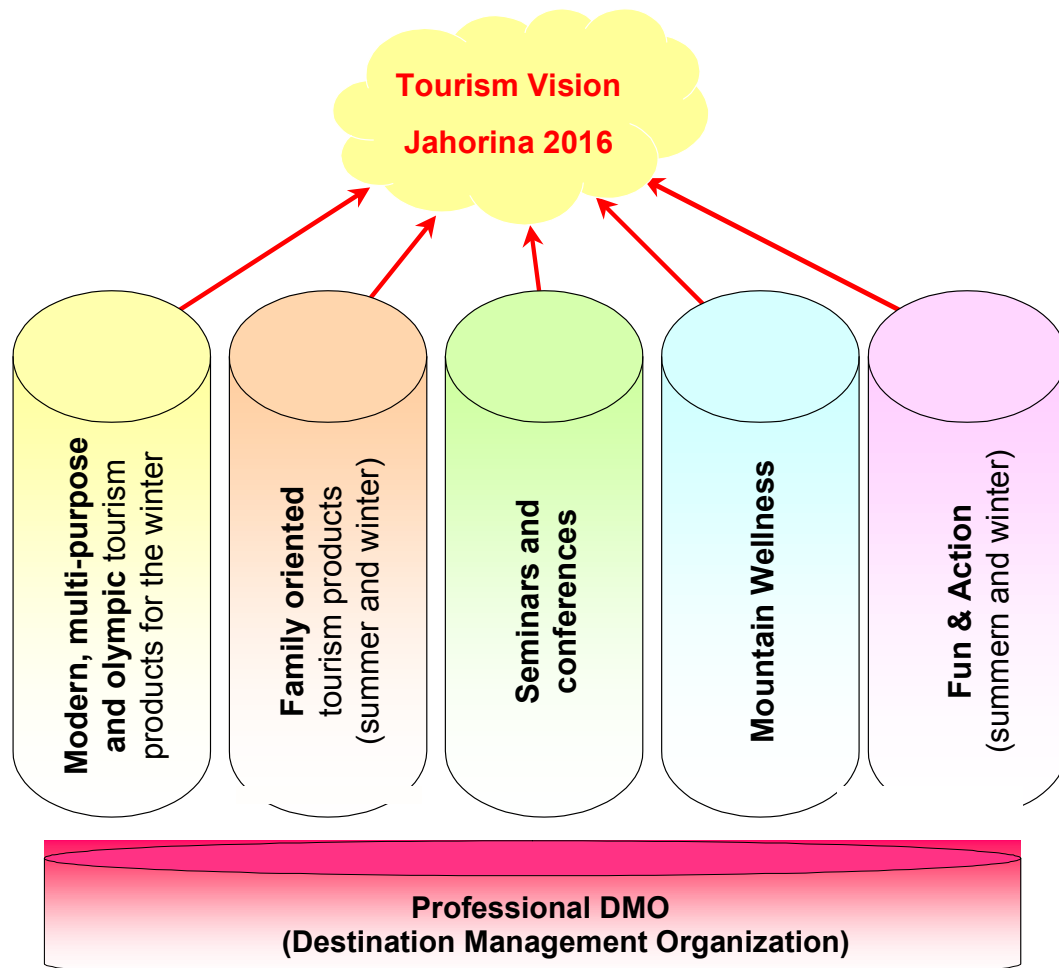 Tourism Vision
Jahorina 2016
Modern, multi-purpose
and olympic tourism
products for the winter
Family oriented
tourism products
(summer and winter)
Seminars and
conferences
Mountain Wellness
Fun & Action
(summern and winter)
Professional DMO
(Destination Management Organization)